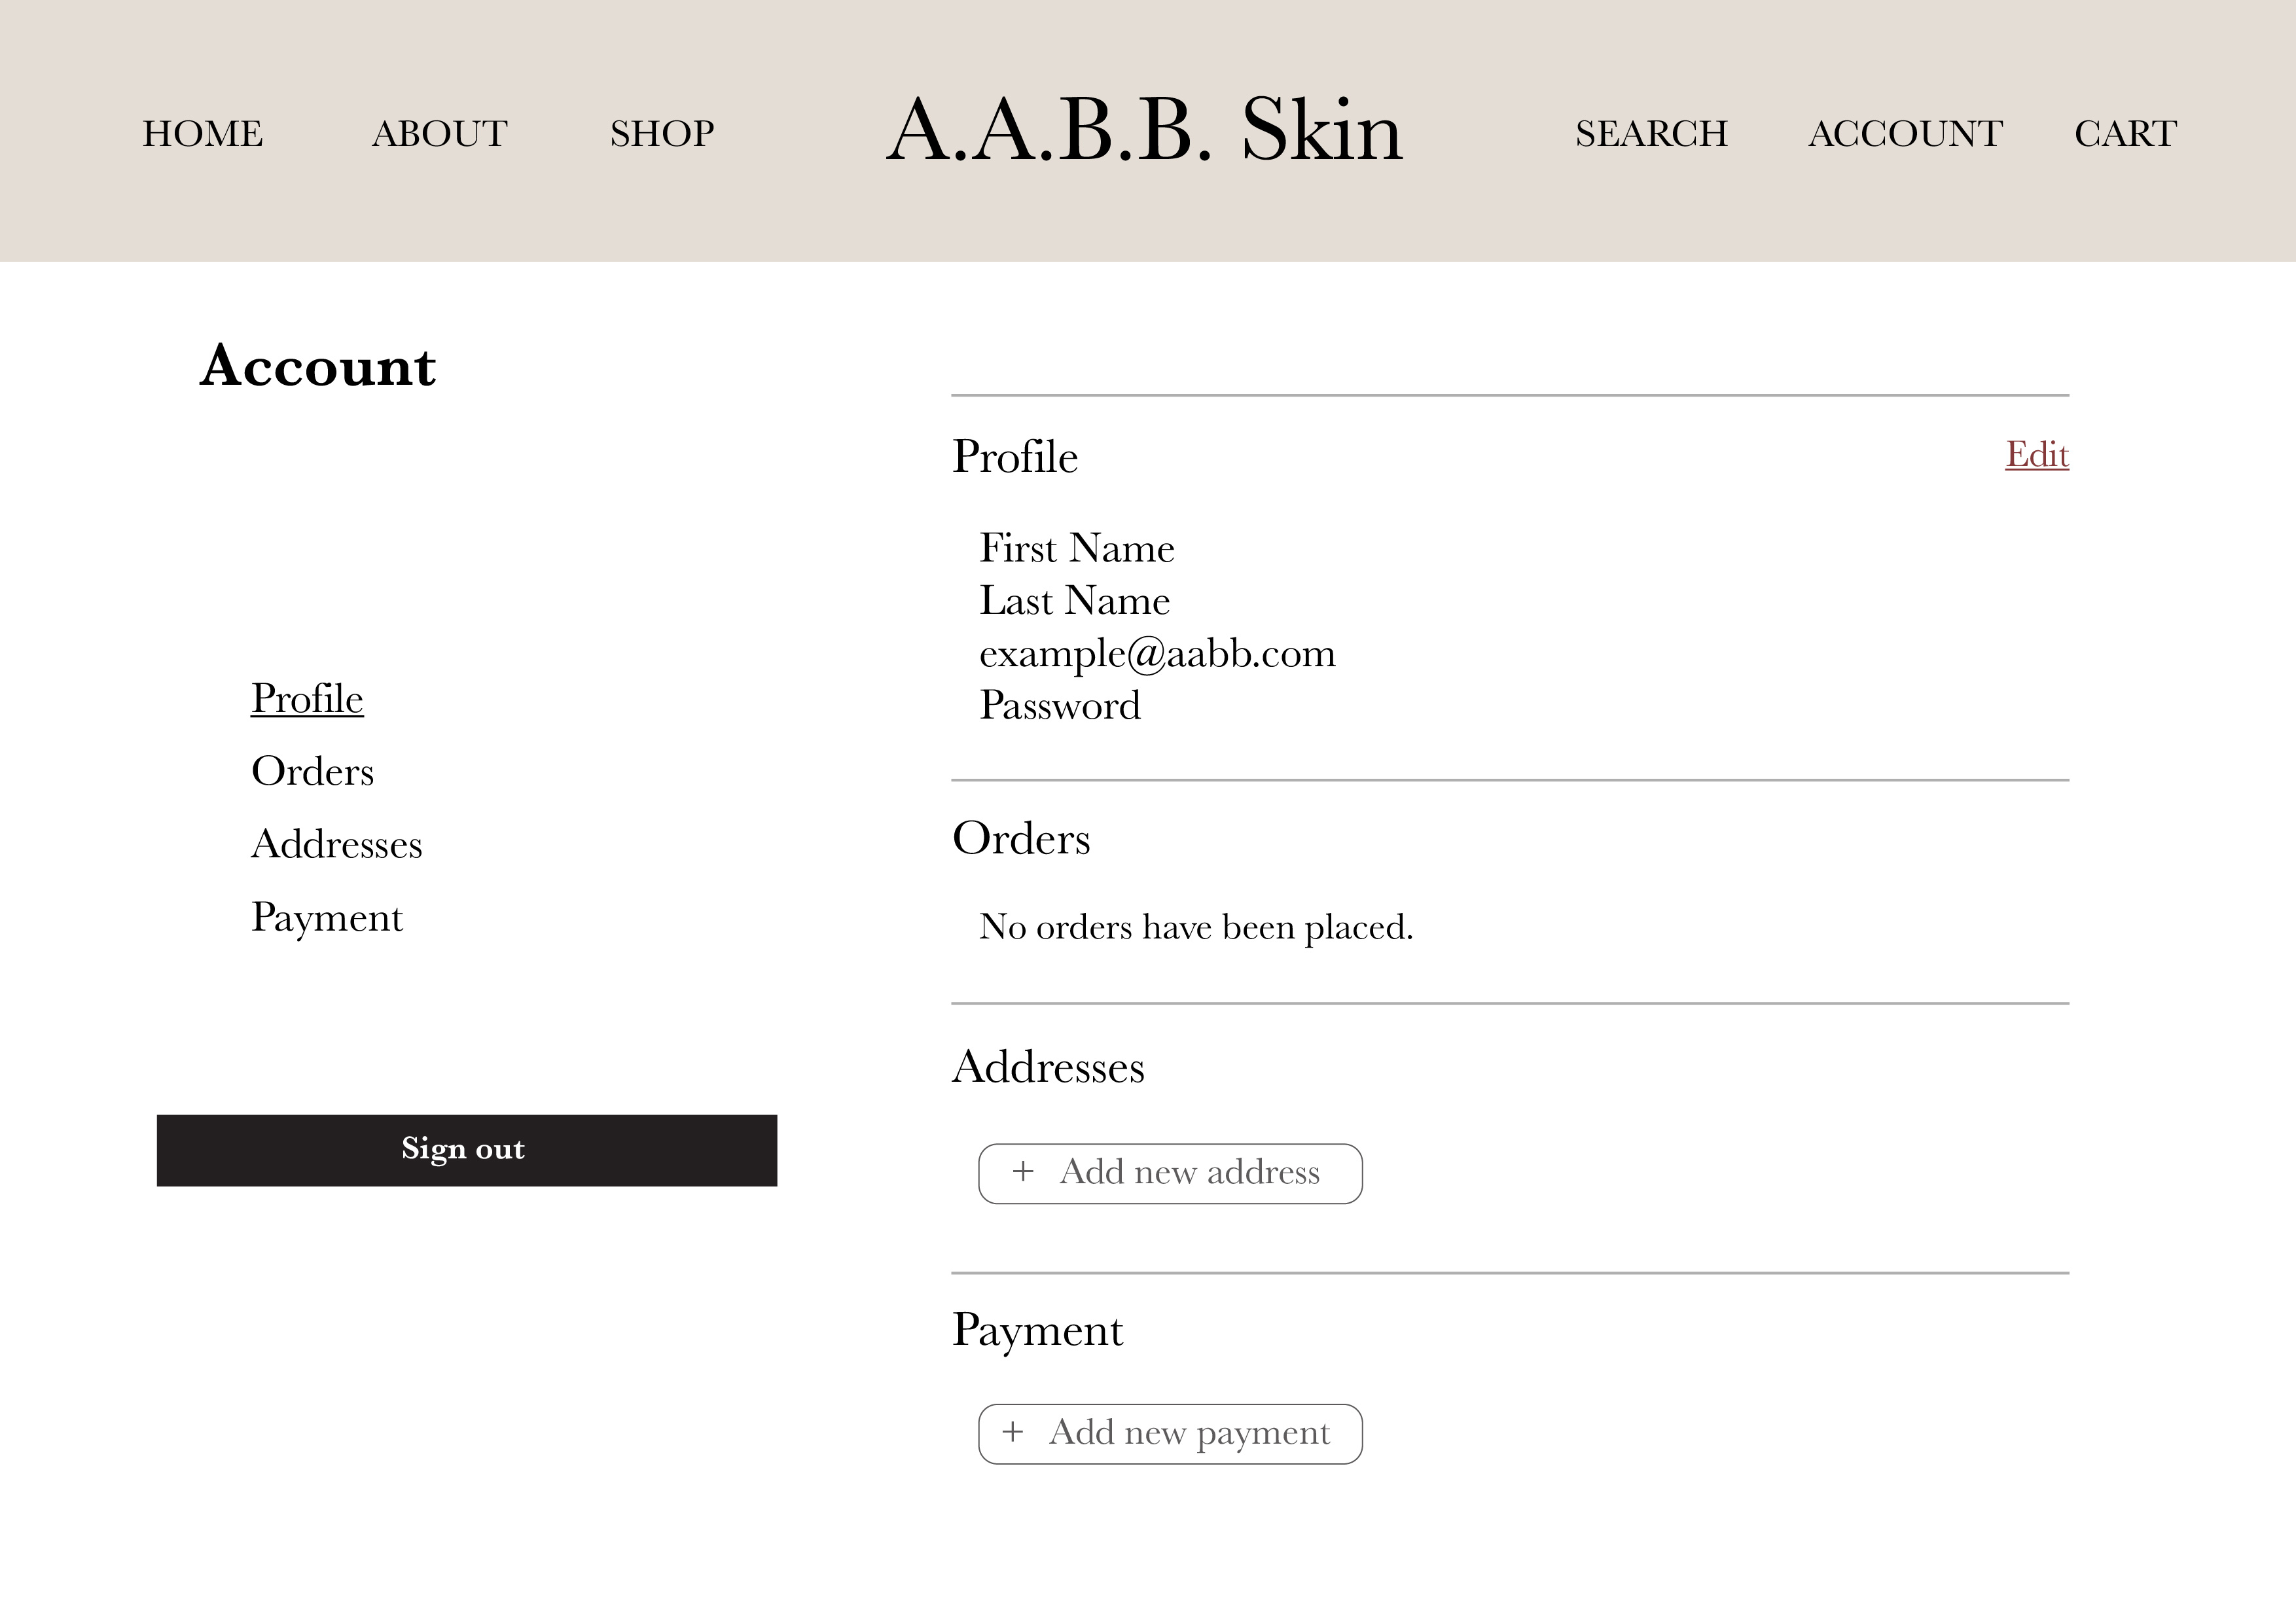 HOME ABOUT SHOP A.A.B.B. Skin SEARCH ACCOUNT CART
Account
Profile
Orders
Addresses
Payment
Sign out
Profile Edit
First Name
Last Name
example@aabb.com
Password
Orders
No orders have been placed.
Addresses
+ Add new address
Payment
+ Add new payment